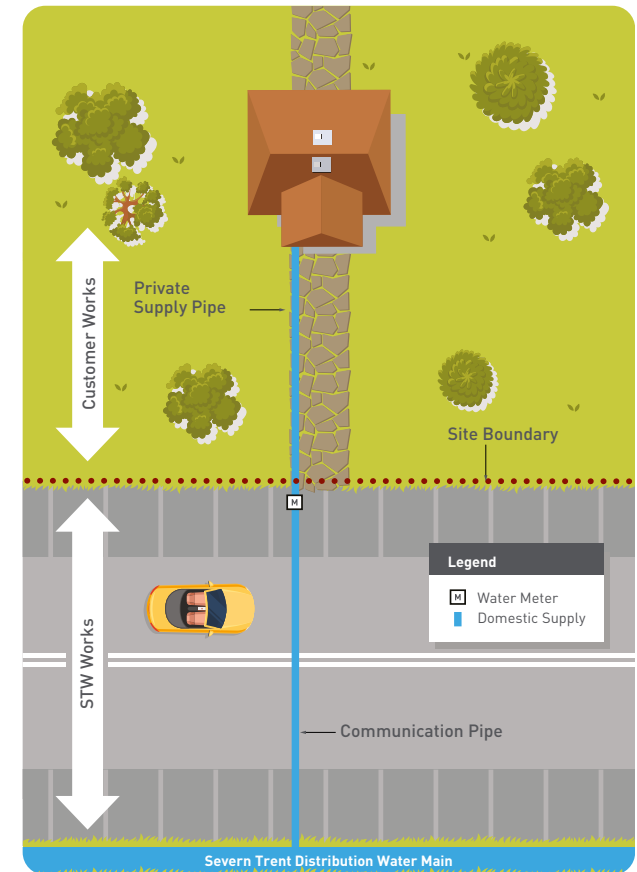 Private
Supply Pipe
Customer Works
Site Boundary
M
Legend
M Water Meter
Domestic Supply
STW Works
Communication Pipe
Severn Trent Distribution Water Main